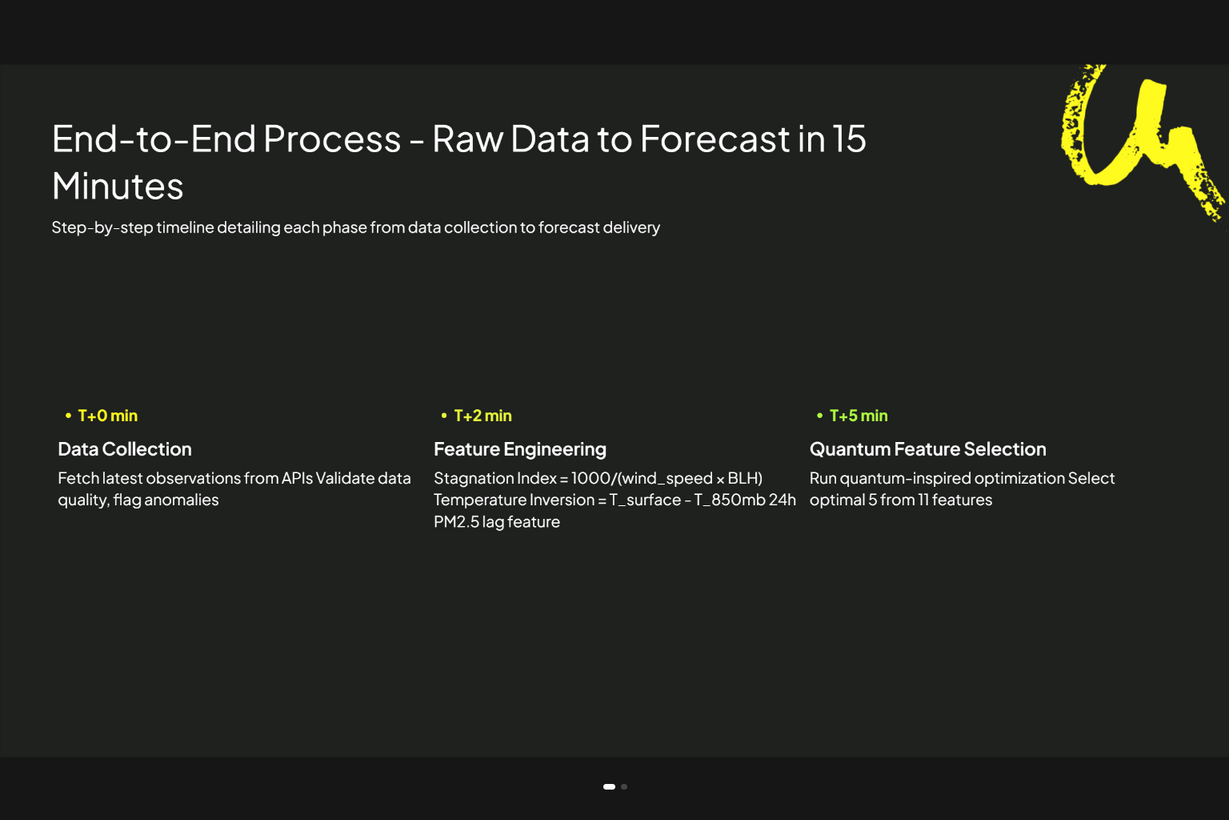 End-to-End Process - Raw Data to Forecast in 15
Minutes
Step-by-step timeline detailing each phase from data collection to forecast delivery
• T+0 min
Data Collection
Fetch latest observations from APIs Validate data
quality, flag anomalies
• T+2 min
Feature Engineering
Stagnation Index = 1000/(wind_speed × BLH)
Temperature Inversion = T_surface - T_850mb 24h
PM2.5 lag feature
• T+5 min
Quantum Feature Selection
Run quantum-inspired optimization Select
optimal 5 from 11 features